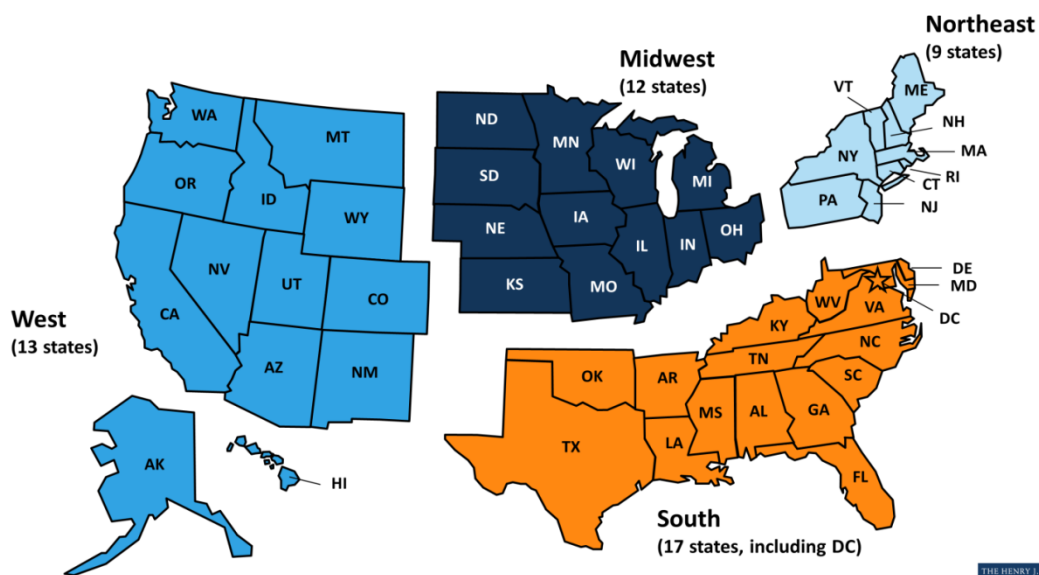 Northeast
(9 states)
Midwest
(12 states)
West
(13 states)
South
(17 states, including DC)
WA
MT
OR
ID
WY
NV
UT
CO
CA
AZ
NM
AK
HI
ND
MN
WI
MI
SD
IA
NE
IL
IN
OH
KS
MO
VT
ME
NH
NY
MA
RI
CT
PA
NJ
DE
MD
DC
WV
VA
KY
NC
TN
SC
OK
AR
MS
AL
GA
TX
LA
FL
THE HENRY J.